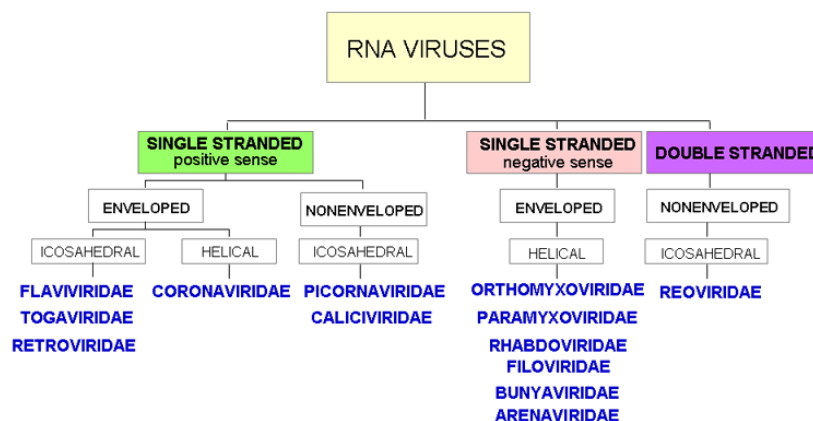 RNA VIRUSES
SINGLE STRANDED
positive sense
SINGLE STRANDED
negative sense
DOUBLE STRANDED
ENVELOPED
NONENVELOPED
ENVELOPED
NONENVELOPED
ICOSAHEDRAL
HELICAL
ICOSAHEDRAL
HELICAL
ICOSAHEDRAL
FLAVIVIRIDAE
TOGAVIRIDAE
RETROVIRIDAE
CORONAVIRIDAE
PICORNAVIRIDAE
CALICIVIRIDAE
ORTHOMYXOVIRIDAE
PARAMYXOVIRIDAE
RHABDOVIRIDAE
FILOVIRIDAE
BUNYAVIRIDAE
ARENAVIRIDAE
REOVIRIDAE